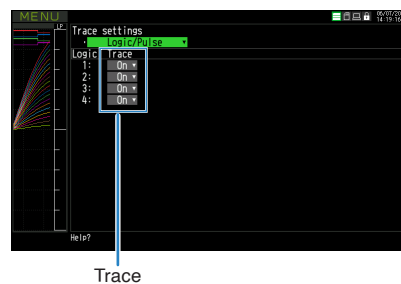 MENU
06/07/20
14:19:16
LP
Trace settings
Logic/Pulse
Logic Trace
1: On
2: On
3: On
4: On
Help?
Trace